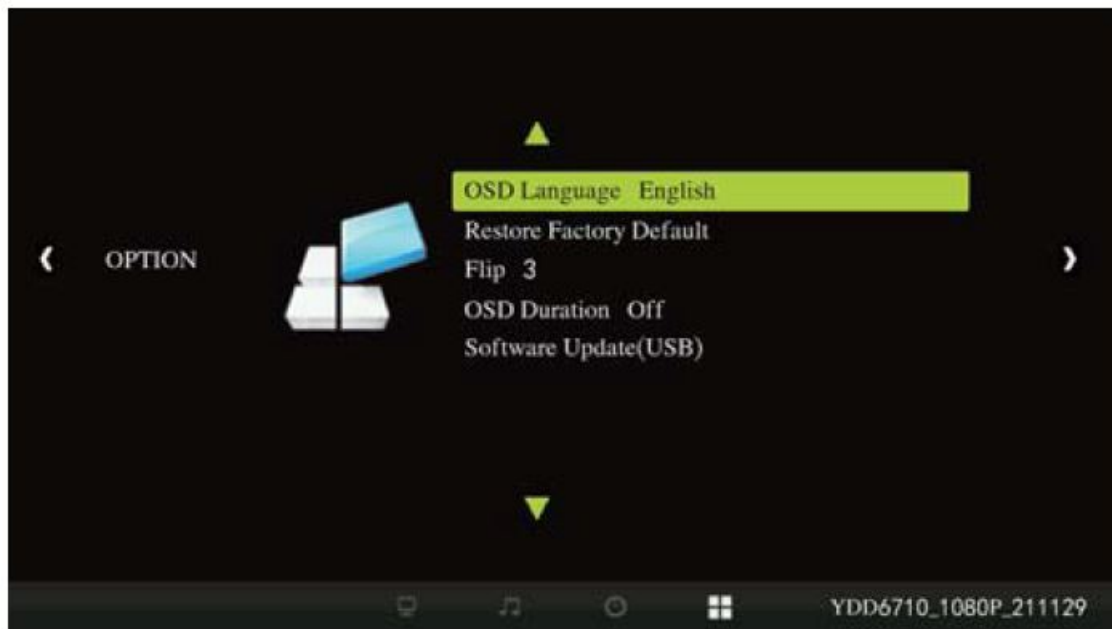 OPTION
OSD Language English
Restore Factory Default
Flip 3
OSD Duration Off
Software Update(USB)
YDD6710_1080P_211129